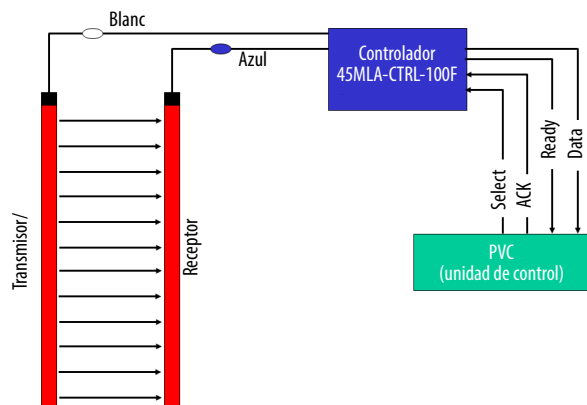 Blanc
Azul
Controlador
45MLA-CTRL-100F
Transmisor/
Receptor
Select
ACK
Ready
Data
PVC
(unidad de control)